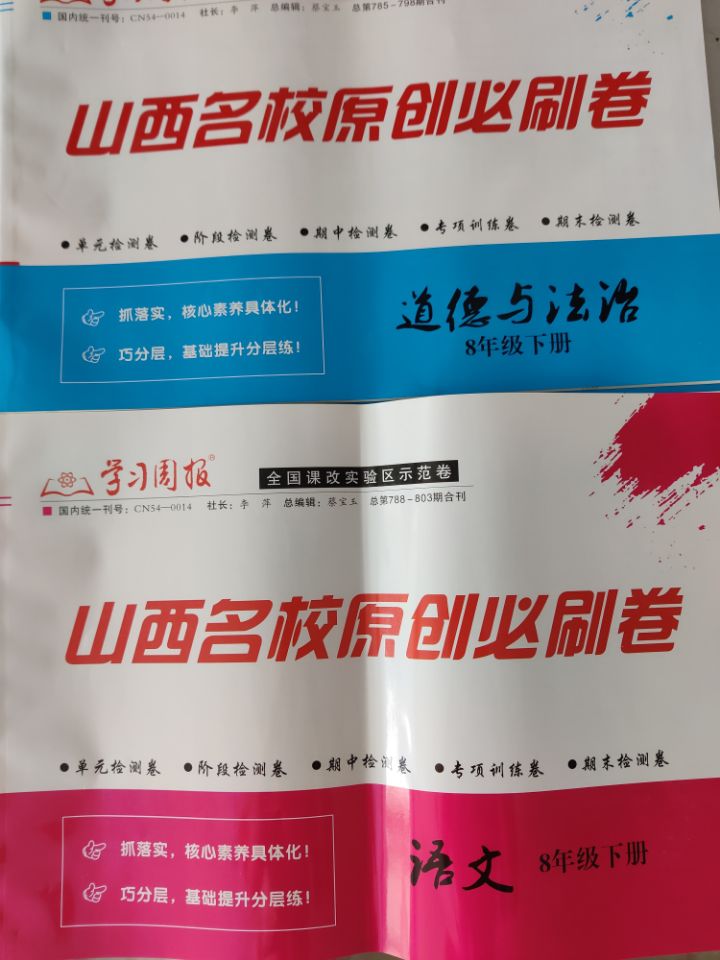 国内统一刊号：CN54—0014 社长：李 萍 总编辑：蔡宝玉 总第785-798期合刊
山西名校原创必刷卷
●单元检测卷 ●阶段检测卷 ●期中检测卷 ●专项训练卷 ●期末检测卷
抓落实，核心素养具体化！
巧分层，基础提升分层练！
道德与法治
8年级下册
学习周报®
全国课改实验区示范卷
国内统一刊号：CN54—0014 社长：李 萍 总编辑：蔡宝玉 总第788-803期合刊
山西名校原创必刷卷
●单元检测卷 ●阶段检测卷 ●期中检测卷 ●专项训练卷 ●期末检测卷
抓落实，核心素养具体化！
巧分层，基础提升分层练！
语文 8年级下册